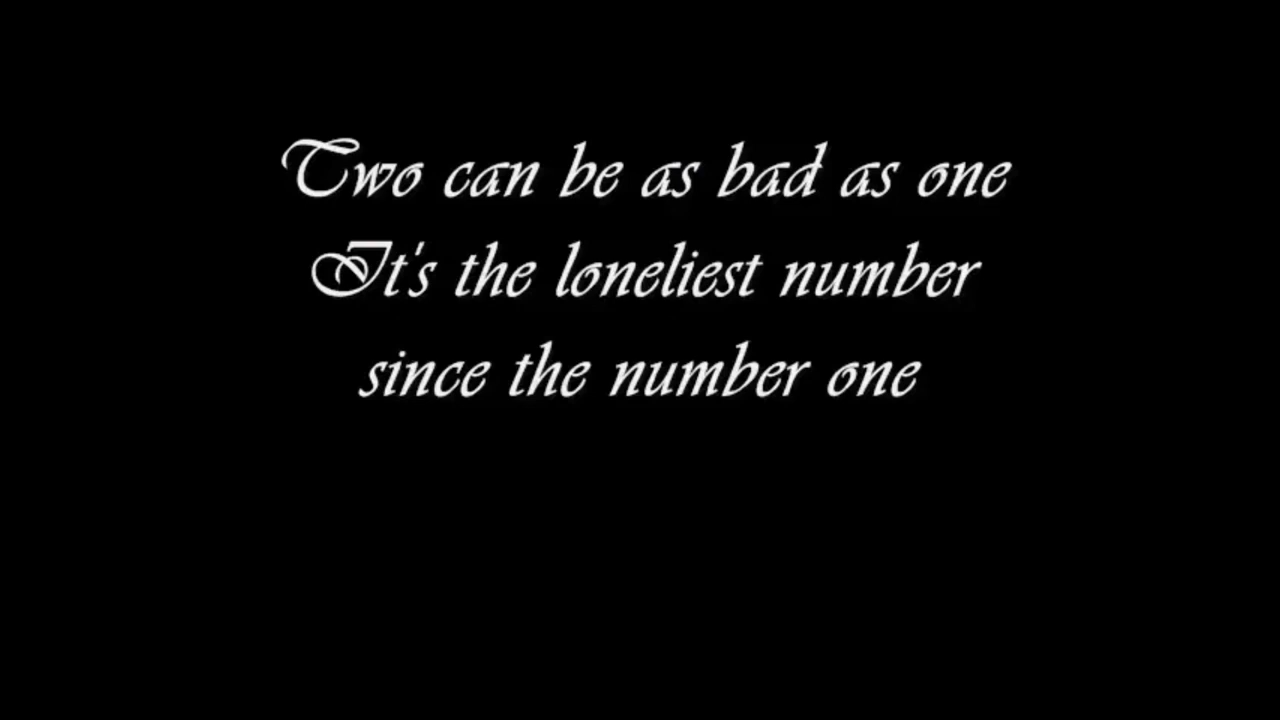 Two can be as bad as one
It's the loneliest number
since the number one